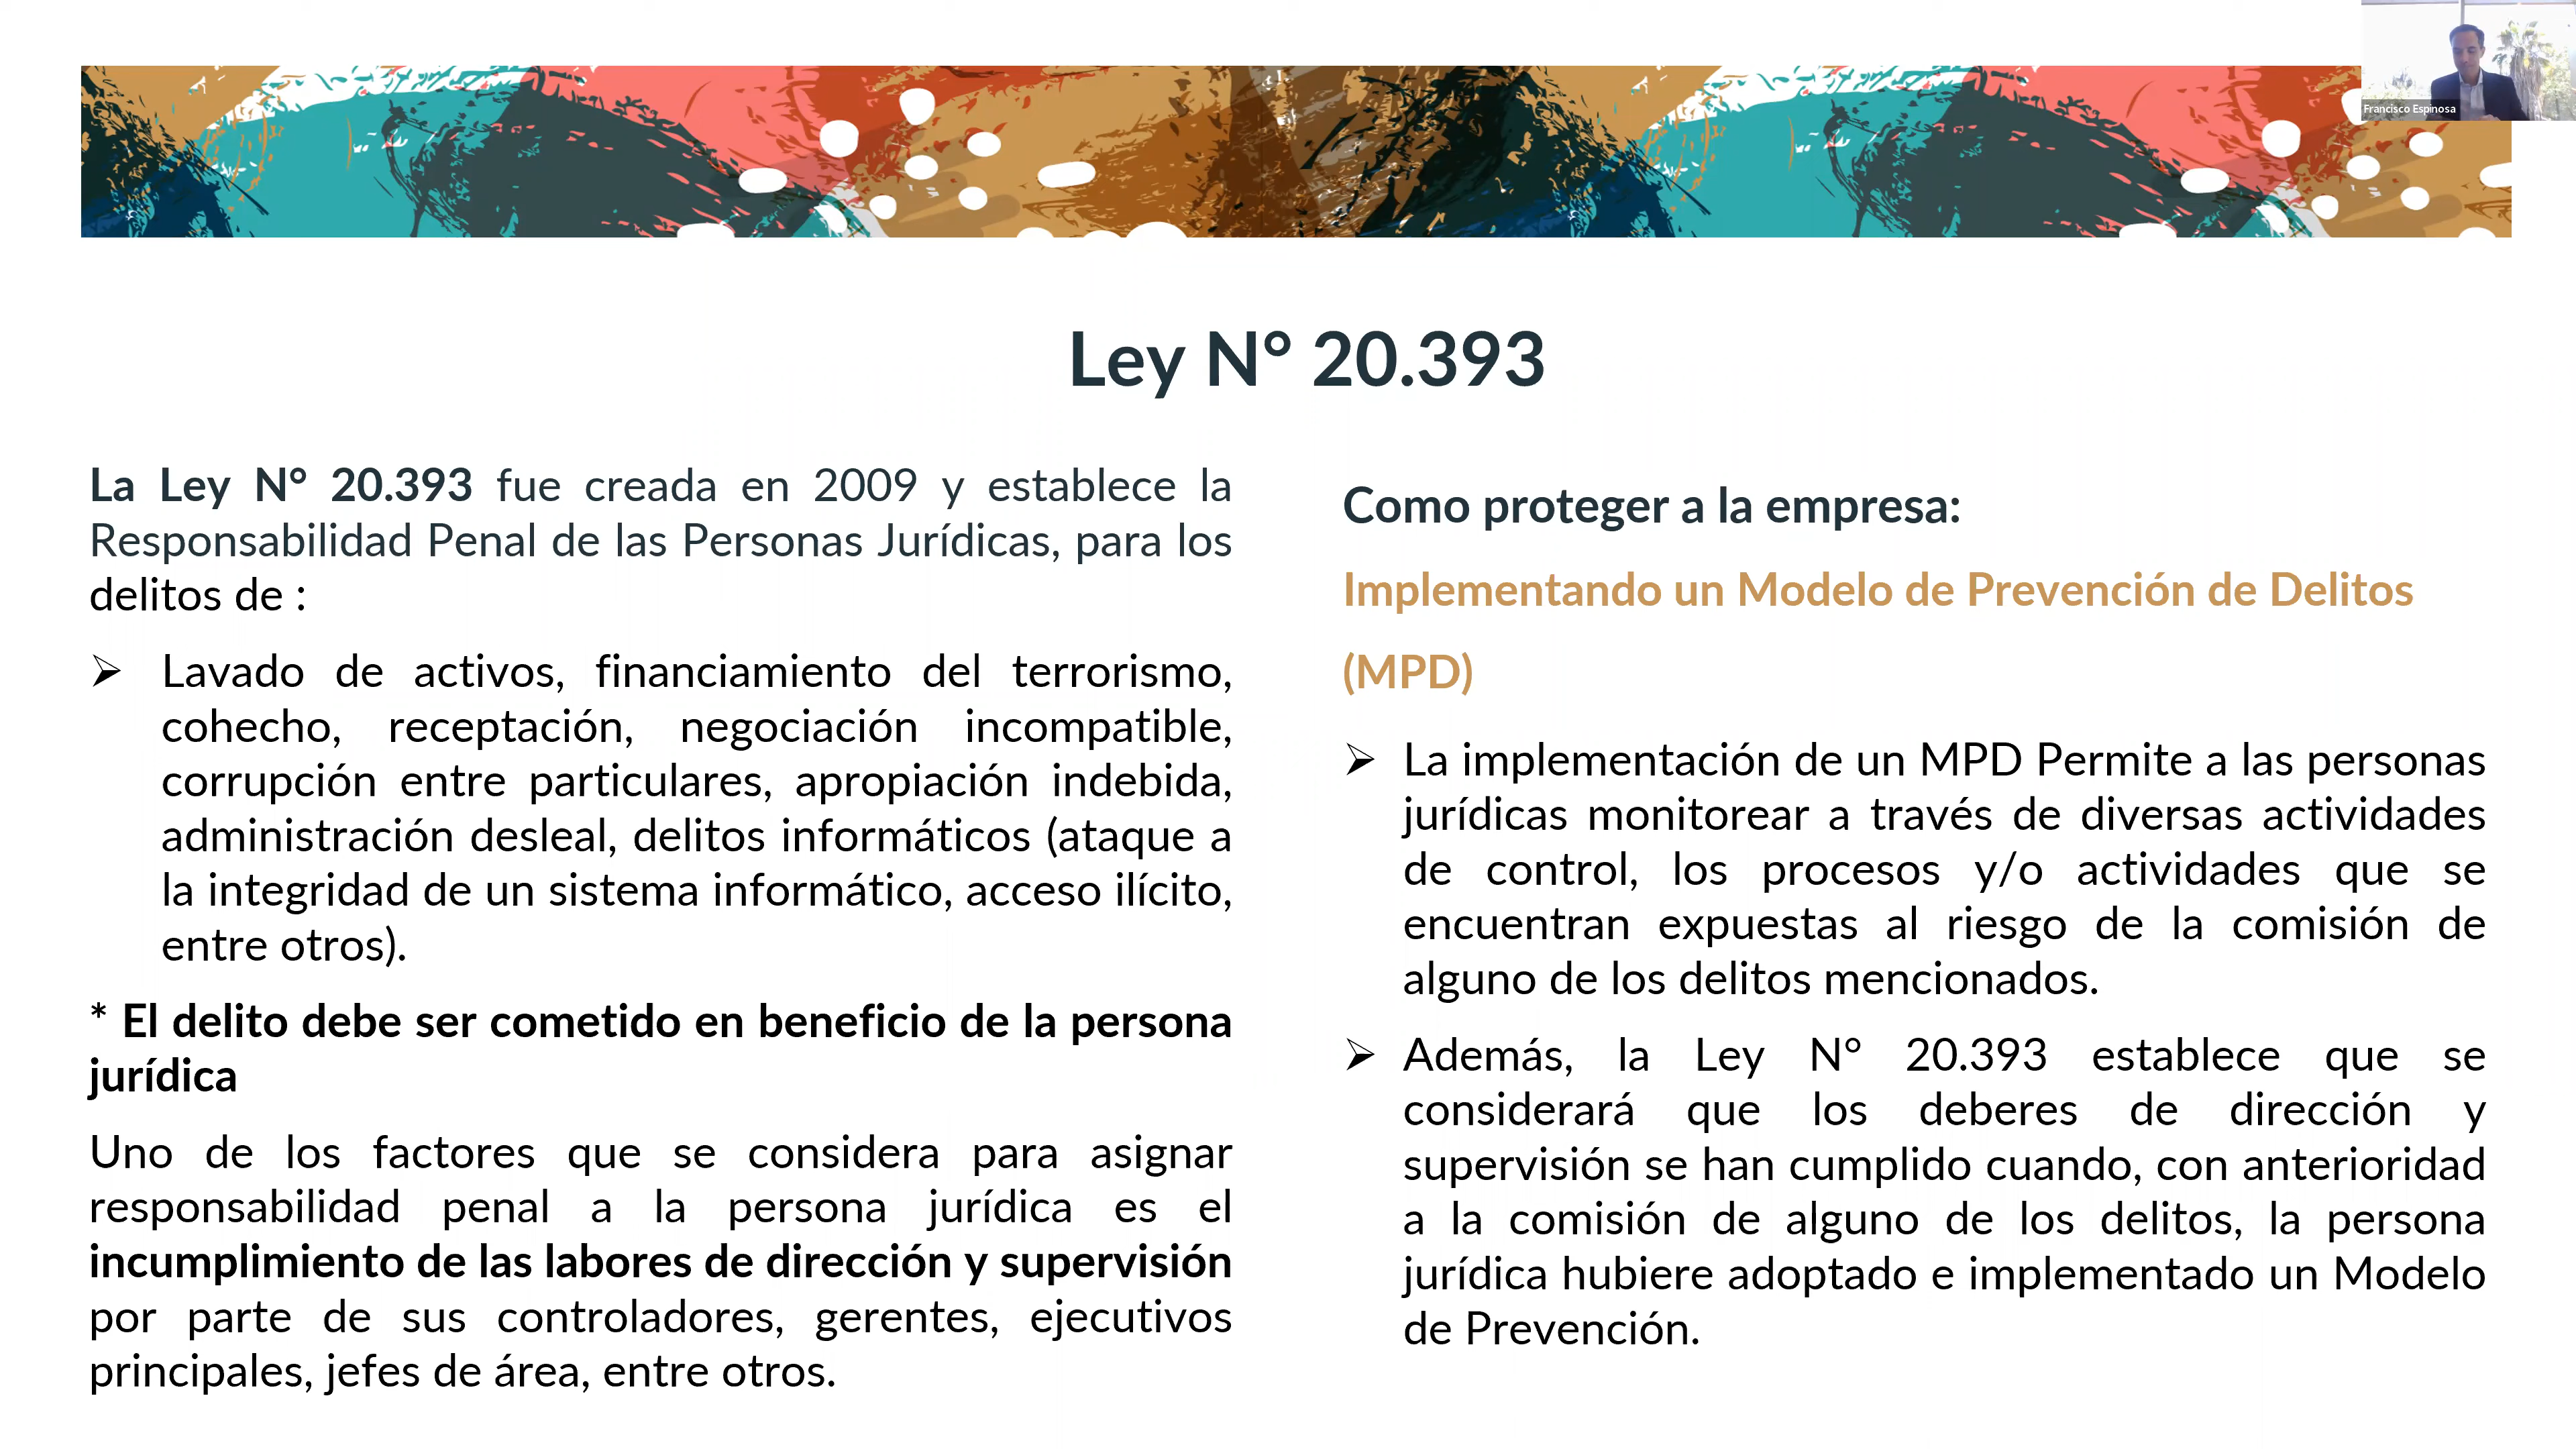 Francisco Espinosa
Ley N° 20.393
La Ley N° 20.393 fue creada en 2009 y establece la
Responsabilidad Penal de las Personas Jurídicas, para los
delitos de :
➢ Lavado de activos, financiamiento del terrorismo,
cohecho, receptación, negociación incompatible,
corrupción entre particulares, apropiación indebida,
administración desleal, delitos informáticos (ataque a
la integridad de un sistema informático, acceso ilícito,
entre otros).
* El delito debe ser cometido en beneficio de la persona
jurídica
Uno de los factores que se considera para asignar
responsabilidad penal a la persona jurídica es el
incumplimiento de las labores de dirección y supervisión
por parte de sus controladores, gerentes, ejecutivos
principales, jefes de área, entre otros.
Como proteger a la empresa:
Implementando un Modelo de Prevención de Delitos
(MPD)
➢ La implementación de un MPD Permite a las personas
jurídicas monitorear a través de diversas actividades
de control, los procesos y/o actividades que se
encuentran expuestas al riesgo de la comisión de
alguno de los delitos mencionados.
➢ Además, la Ley N° 20.393 establece que se
considerará que los deberes de dirección y
supervisión se han cumplido cuando, con anterioridad
a la comisión de alguno de los delitos, la persona
jurídica hubiere adoptado e implementado un Modelo
de Prevención.